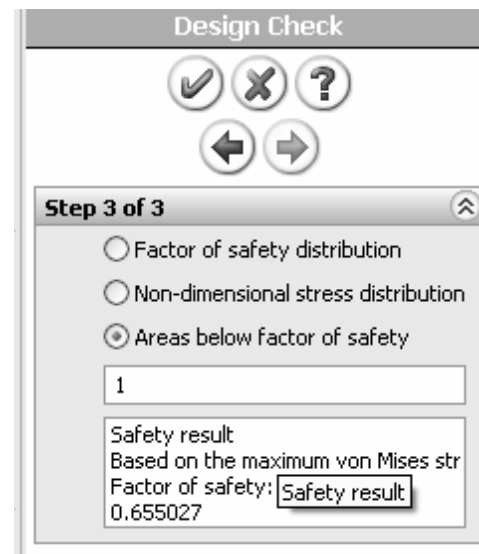 Design Check
?
Step 3 of 3
Factor of safety distribution
Non-dimensional stress distribution
Areas below factor of safety
1
Safety result
Based on the maximum von Mises str
Factor of safety: Safety result
0.655027